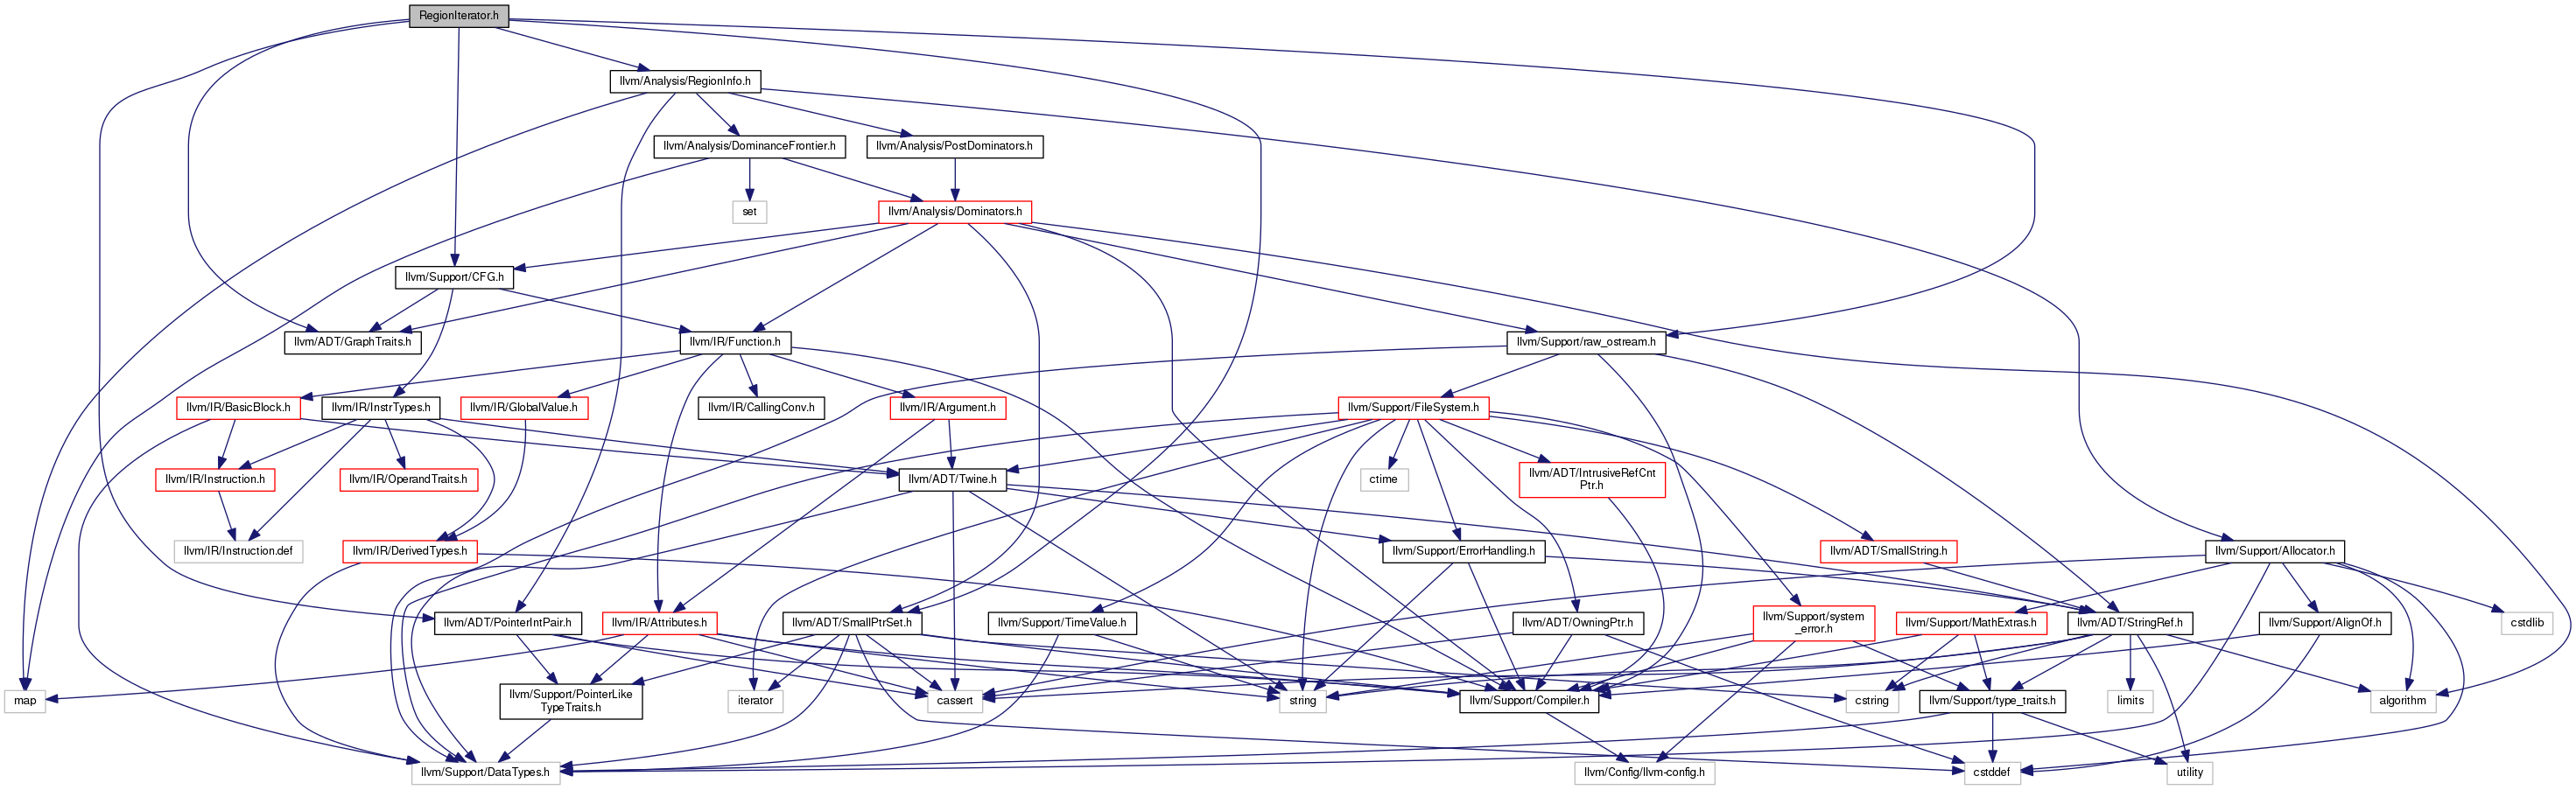 RegionIterator.h
llvm/Analysis/RegionInfo.h
llvm/Analysis/DominanceFrontier.h
llvm/Analysis/PostDominators.h
set
llvm/Analysis/Dominators.h
llvm/Support/CFG.h
llvm/ADT/GraphTraits.h
llvm/IR/Function.h
llvm/Support/raw_ostream.h
llvm/IR/BasicBlock.h
llvm/IR/InstrTypes.h
llvm/IR/GlobalValue.h
llvm/IR/CallingConv.h
llvm/IR/Argument.h
llvm/Support/FileSystem.h
llvm/IR/Instruction.h
llvm/IR/OperandTraits.h
llvm/ADT/Twine.h
ctime
llvm/ADT/IntrusiveRefCnt
Ptr.h
llvm/IR/Instruction.def
llvm/IR/DerivedTypes.h
llvm/Support/ErrorHandling.h
llvm/ADT/SmallString.h
llvm/Support/Allocator.h
llvm/ADT/PointerIntPair.h
llvm/IR/Attributes.h
llvm/ADT/SmallPtrSet.h
llvm/Support/TimeValue.h
llvm/ADT/OwningPtr.h
llvm/Support/system
_error.h
llvm/Support/MathExtras.h
llvm/ADT/StringRef.h
llvm/Support/AlignOf.h
cstdlib
map
llvm/Support/PointerLike
TypeTraits.h
iterator
cassert
string
llvm/Support/Compiler.h
cstring
llvm/Support/type_traits.h
limits
algorithm
llvm/Support/DataTypes.h
llvm/Config/llvm-config.h
cstddef
utility